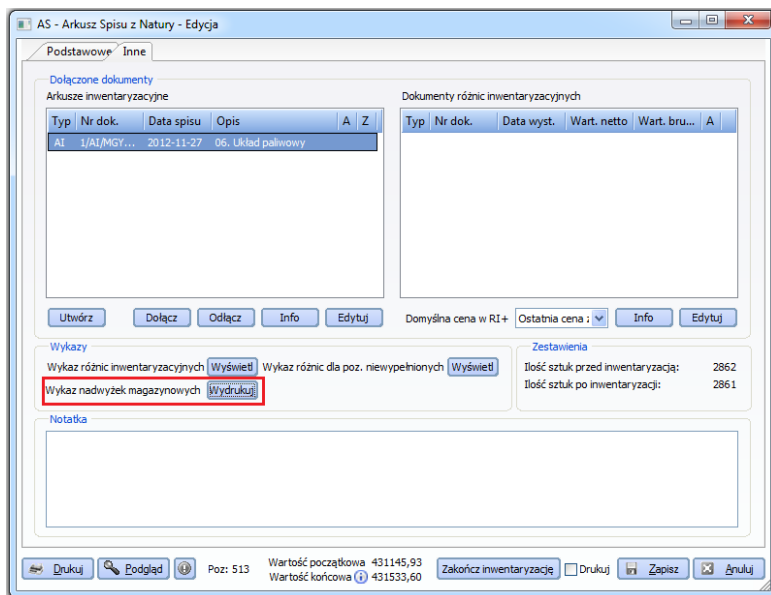 AS - Arkusz Spisu z Natury - Edycja
Podstawowe Inne
Dołączone dokumenty
Arkusze inwentaryzacyjne
Typ Nr dok. Data spisu Opis A Z
AI 1/AI/MGY... 2012-11-27 06. Układ paliwowy
Utwórz Dołącz Odłącz Info Edytuj
Dokumenty różnic inwentaryzacyjnych
Typ Nr dok. Data wyst. Wart. netto Wart. bru... A
Domyślna cena w RI+ Ostatnia cena z Info Edytuj
Wykazy
Wykaz różnic inwentaryzacyjnych Wyświetl Wykaz różnic dla poz. niewypełnionych Wyświetl
Wykaz nadwyżek magazynowych Wydrukuj
Zestawienia
Ilość sztuk przed inwentaryzacją: 2862
Ilość sztuk po inwentaryzacji: 2861
Notatka
Drukuj Podgląd Poz: 513
Wartość początkowa 431145,93
Wartość końcowa 431533,60
Zakończ inwentaryzację Drukuj Zapisz Anuluj